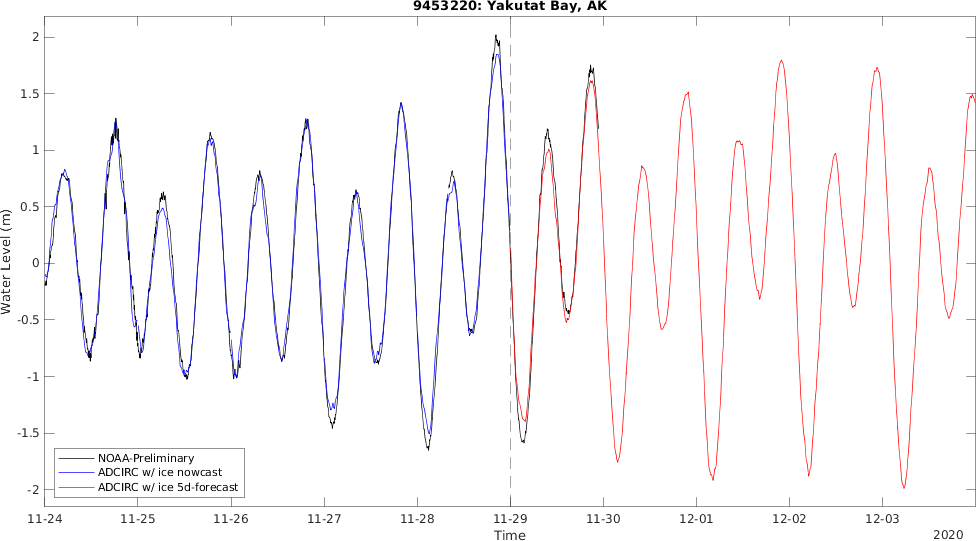 9453220: Yakutat Bay, AK
Water Level (m)
2
1.5
1
0.5
0
-0.5
-1
-1.5
-2
NOAA-Preliminary
ADCIRC w/ ice nowcast
ADCIRC w/ ice 5d-forecast
11-24 11-25 11-26 11-27 11-28 11-29 11-30 12-01 12-02 12-03
Time
2020